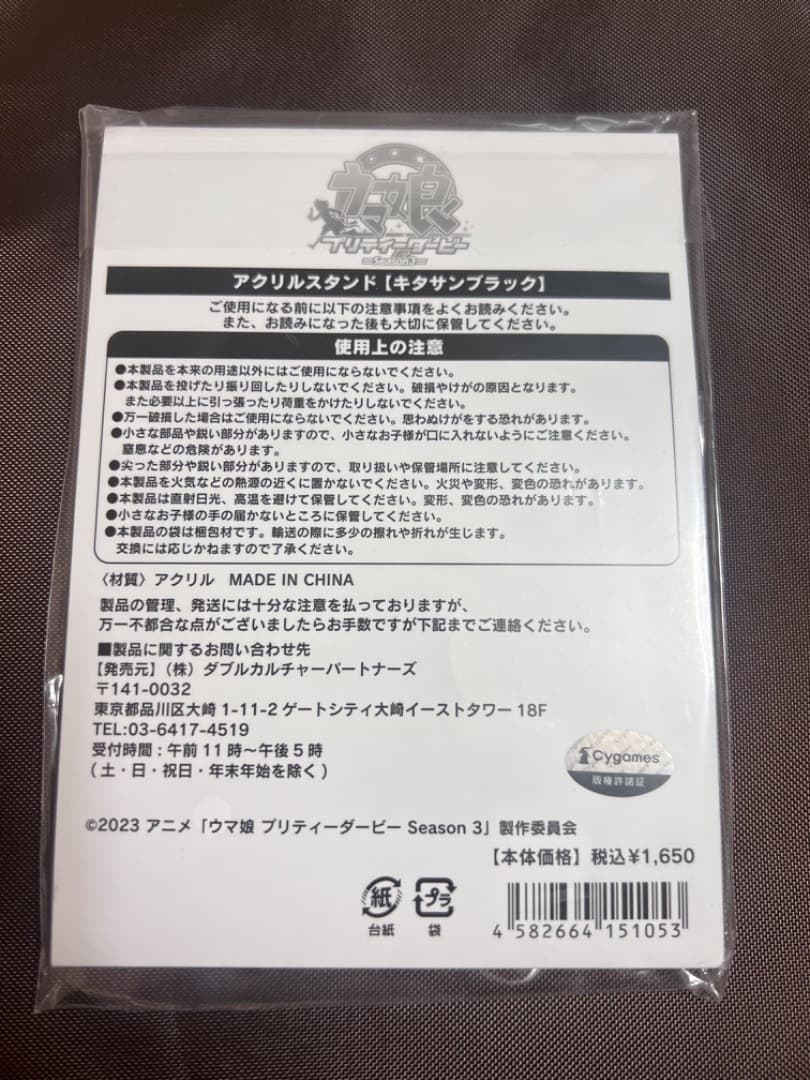 ウマ娘
プリティーダービー
Season3
アクリルスタンド【キタサンブラック】
ご使用になる前に以下の注意事項をよくお読みください。
また、お読みになった後も大切に保管してください。
使用上の注意
●本製品を本来の用途以外にはご使用にならないでください。
●本製品を投げたり振り回したりしないでください。破損やけがの原因となります。
また必要以上に引っ張ったり荷重をかけたりしないでください。
●万一破損した場合はご使用にならないでください。思わぬけがをする恐れがあります。
●小さな部品や鋭い部分がありますので、小さなお子様が口に入れないようにご注意ください。
窒息などの危険があります。
●尖った部分や鋭い部分がありますので、取り扱いや保管場所に注意してください。
●本製品を火気などの熱源の近くに置かないでください。火災や変形、変色の恐れがあります。
●本製品は直射日光、高温を避けて保管してください。変形、変色の恐れがあります。
●小さなお子様の手の届かないところに保管してください。
●本製品の袋は梱包材です。輸送の際に多少の擦れや折れが生じます。
交換には応じかねますので了承ください。
〈材質〉アクリル MADE IN CHINA
製品の管理、発送には十分な注意を払っておりますが、
万一不都合な点がございましたらお手数ですが下記までご連絡ください。
■製品に関するお問い合わせ先
【発売元】（株）ダブルカルチャーパートナーズ
〒141-0032
東京都品川区大崎 1-11-2 ゲートシティ大崎イーストタワー 18F
TEL:03-6417-4519
受付時間：午前 11 時〜午後 5 時
（土・日・祝日・年末年始を除く）
Cygames
版権許諾証
©2023 アニメ「ウマ娘 プリティーダービー Season 3」製作委員会
【本体価格】税込¥1,650
紙
台紙
プラ
袋
4 582664 151053